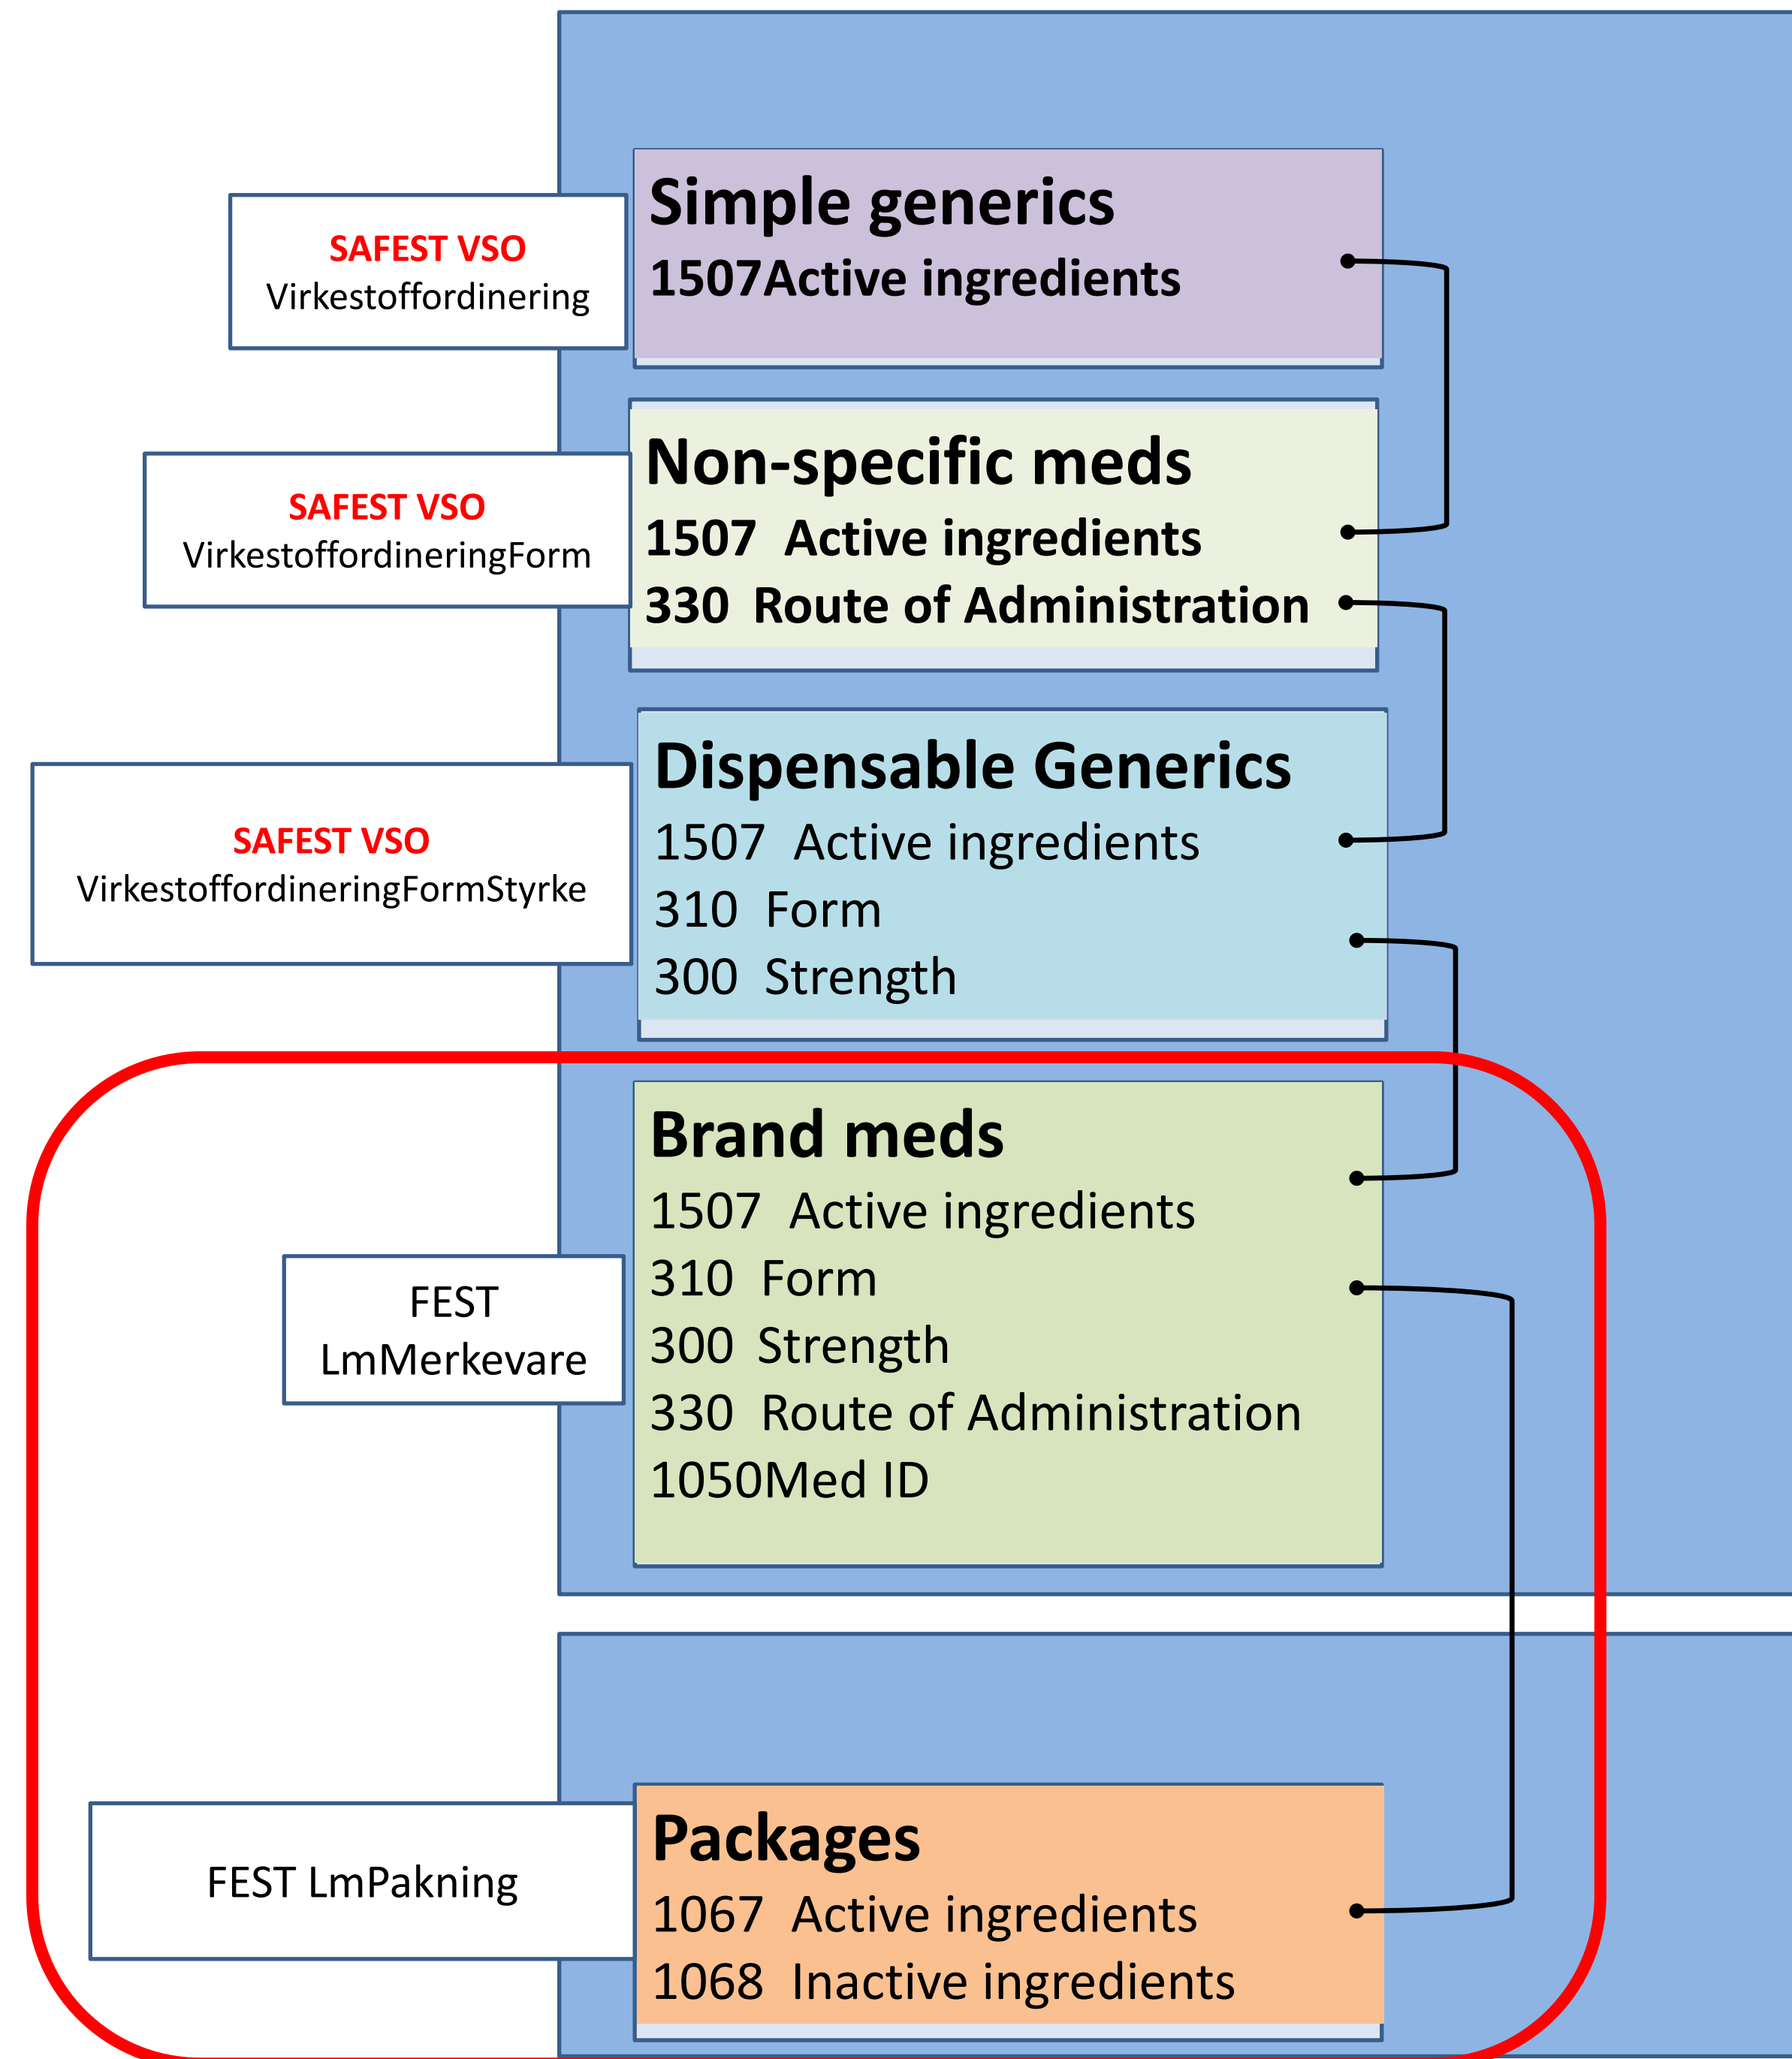 SAFEST VSO
Virkestoffordinering
Simple generics
1507Active ingredients
SAFEST VSO
VirkestoffordineringForm
Non-specific meds
1507 Active ingredients
330 Route of Administration
SAFEST VSO
VirkestoffordineringFormStyrke
Dispensable Generics
1507 Active ingredients
310 Form
300 Strength
FEST
LmMerkevare
Brand meds
1507 Active ingredients
310 Form
300 Strength
330 Route of Administration
1050Med ID
FEST LmPakning
Packages
1067 Active ingredients
1068 Inactive ingredients